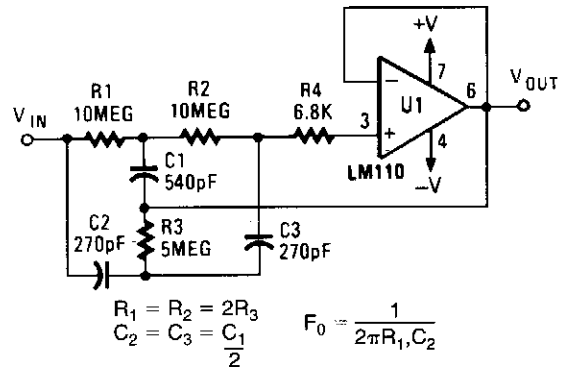 +V
R1
10MEG
R2
10MEG
R4
6.8K
7
6
V OUT
V IN
3
−
+
U1
4
LM110
−V
C1
540pF
C2
270pF
R3
5MEG
C3
270pF
R₁ = R₂ = 2R₃
C₂ = C₃ = C₁/2
F₀ = 1/2πR₁,C₂